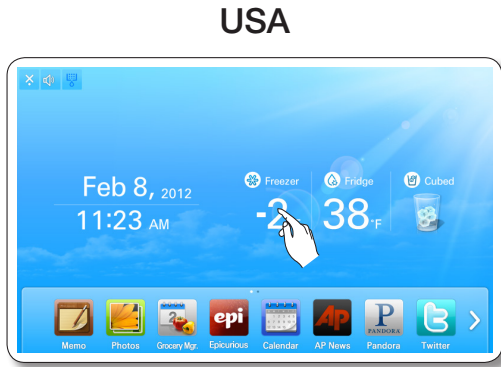 USA
Freezer Fridge Cubed
Feb 8, 2012
-2 38°F
11:23 AM
epi AP P
PANDORA
Memo Photos Grocery Mgr. Epicurious Calendar AP News Pandora Twitter